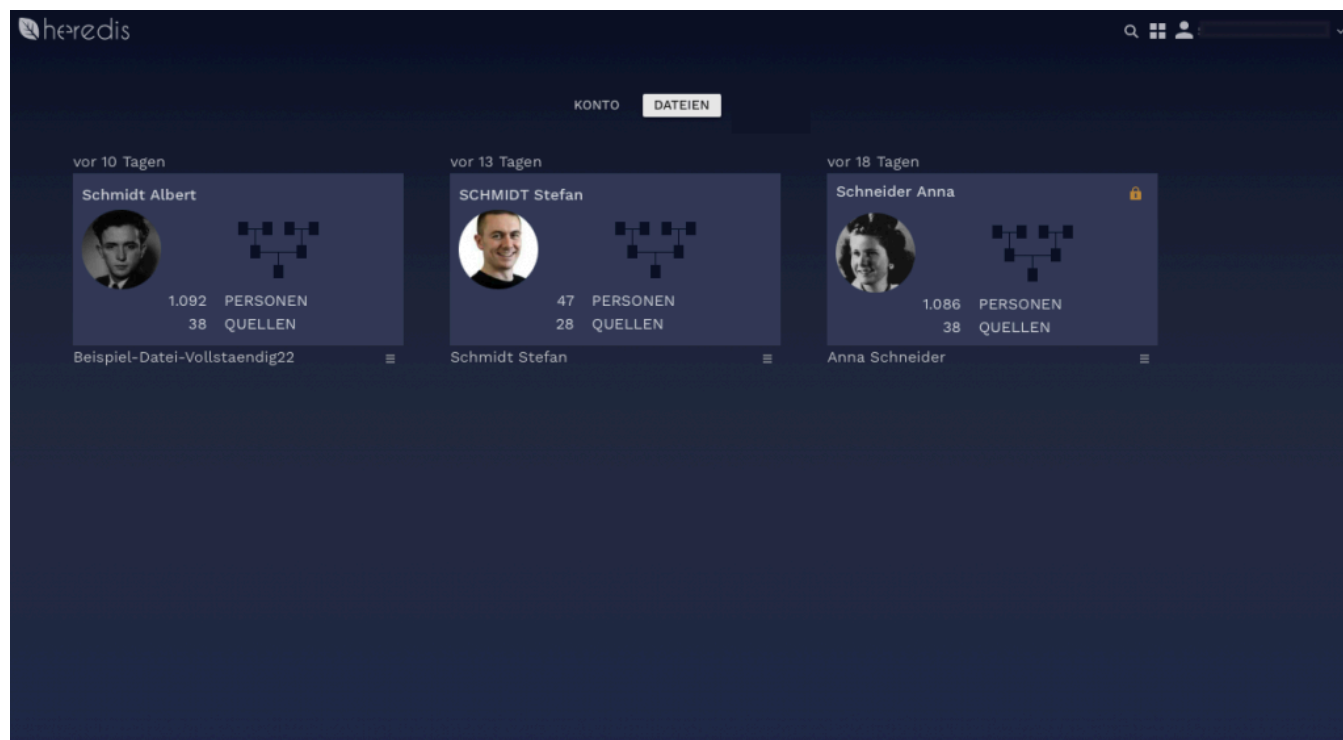 heredis
KONTO DATEIEN
vor 10 Tagen
Schmidt Albert
1.092 PERSONEN
38 QUELLEN
Beispiel-Datei-Vollstaendig22
vor 13 Tagen
SCHMIDT Stefan
47 PERSONEN
28 QUELLEN
Schmidt Stefan
vor 18 Tagen
Schneider Anna
1.086 PERSONEN
38 QUELLEN
Anna Schneider